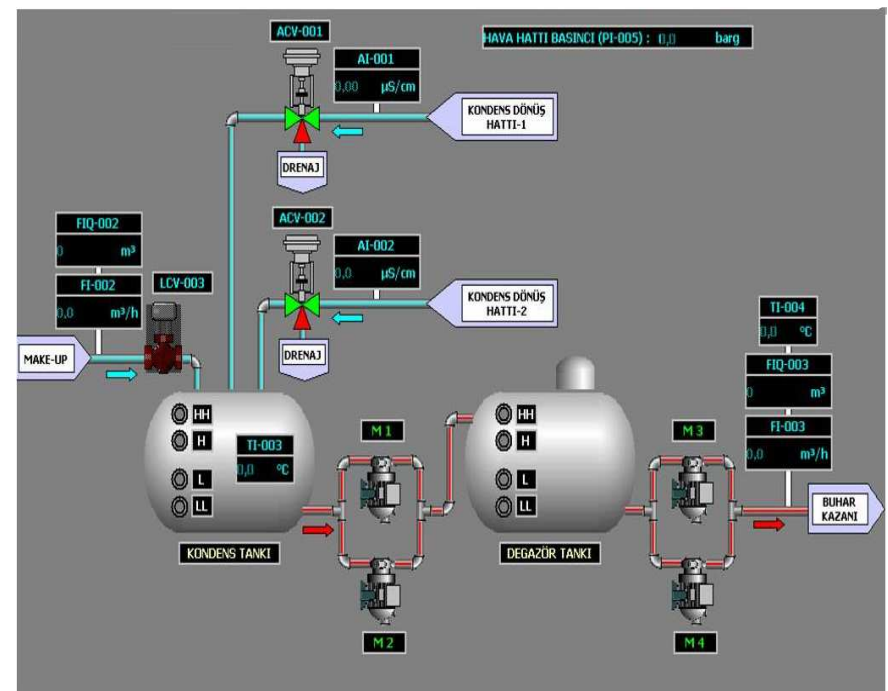 ACV-001
HAVA HATTI BASINCI (PI-005) : 0,0 barg
AI-001
0,00 µS/cm
KONDENS DÖNÜŞ
HATTI-1
DRENAJ
ACV-002
FIQ-002
0 m³
AI-002
0,0 µS/cm
FI-002
0,0 m³/h
LCV-003
KONDENS DÖNÜŞ
HATTI-2
TI-004
0,0 ºC
MAKE-UP
DRENAJ
FIQ-003
0 m³
HH
H
L
LL
TI-003
0,0 ºC
M 1
HH
H
L
LL
M 3
FI-003
0,0 m³/h
BUHAR
KAZANI
KONDENS TANKI
DEGAZÖR TANKI
M 2
M 4